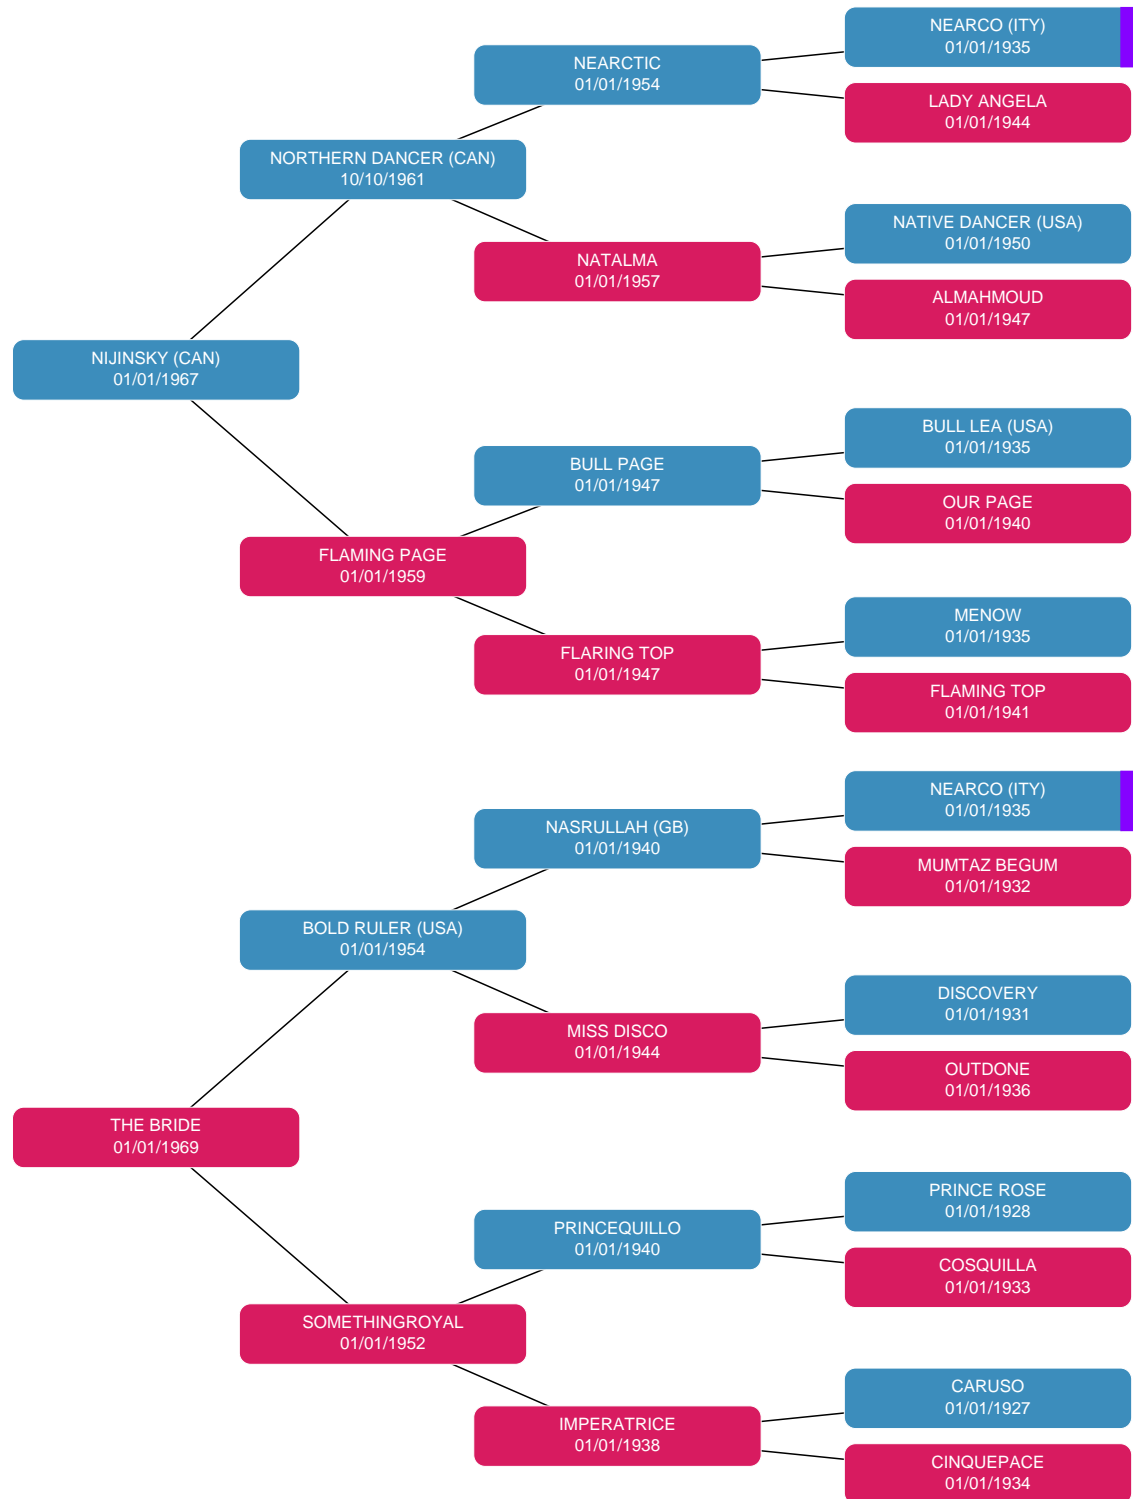 NEARCO (ITY)
01/01/1935
NEARCTIC
01/01/1954
LADY ANGELA
01/01/1944
NORTHERN DANCER (CAN)
10/10/1961
NATIVE DANCER (USA)
01/01/1950
NATALMA
01/01/1957
ALMAHMOUD
01/01/1947
NIJINSKY (CAN)
01/01/1967
BULL LEA (USA)
01/01/1935
BULL PAGE
01/01/1947
OUR PAGE
01/01/1940
FLAMING PAGE
01/01/1959
MENOW
01/01/1935
FLARING TOP
01/01/1947
FLAMING TOP
01/01/1941
NEARCO (ITY)
01/01/1935
NASRULLAH (GB)
01/01/1940
MUMTAZ BEGUM
01/01/1932
BOLD RULER (USA)
01/01/1954
DISCOVERY
01/01/1931
MISS DISCO
01/01/1944
OUTDONE
01/01/1936
THE BRIDE
01/01/1969
PRINCE ROSE
01/01/1928
PRINCEQUILLO
01/01/1940
COSQUILLA
01/01/1933
SOMETHINGROYAL
01/01/1952
CARUSO
01/01/1927
IMPERATRICE
01/01/1938
CINQUEPACE
01/01/1934